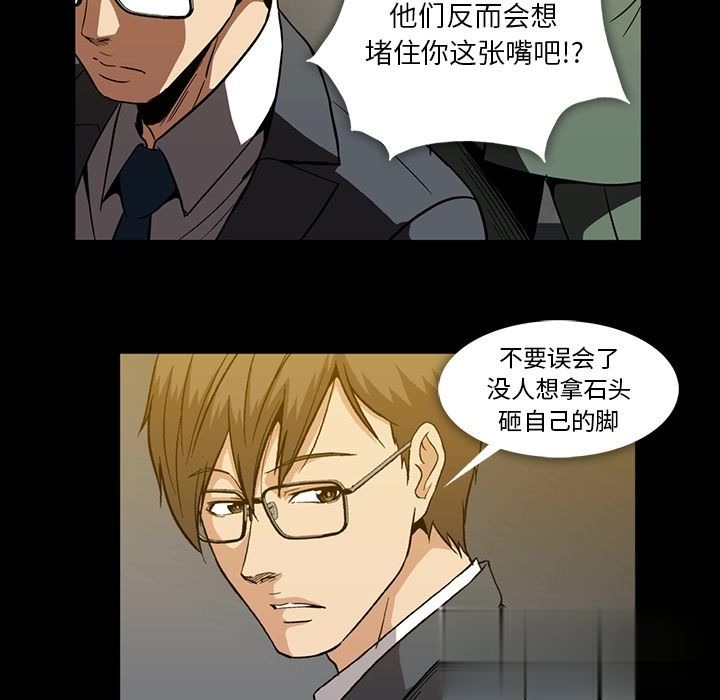 他们反而会想
堵住你这张嘴吧!?
不要误会了
没人想拿石头
砸自己的脚